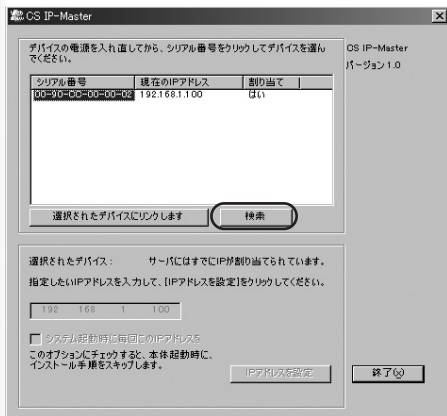 CS IP-Master
デバイスの電源を入れ直してから、シリアル番号をクリックしてデバイスを選ん
でください。
CS IP-Master
バージョン 1.0
シリアル番号 現在のIPアドレス 割り当て
00-90-CC-00-00-02 192.168.1.100 はい
選択されたデバイスにリンクします 検索
選択されたデバイス： サーバにはすでにIPが割り当てられています。
指定したいIPアドレスを入力して、[IPアドレスを設定]をクリックしてください。
192 168 1 100
システム起動時に毎回このIPアドレスを
このオプションにチェックすると、本体起動時に、
インストール手順をスキップします。
IPアドレスを設定 終了(X)